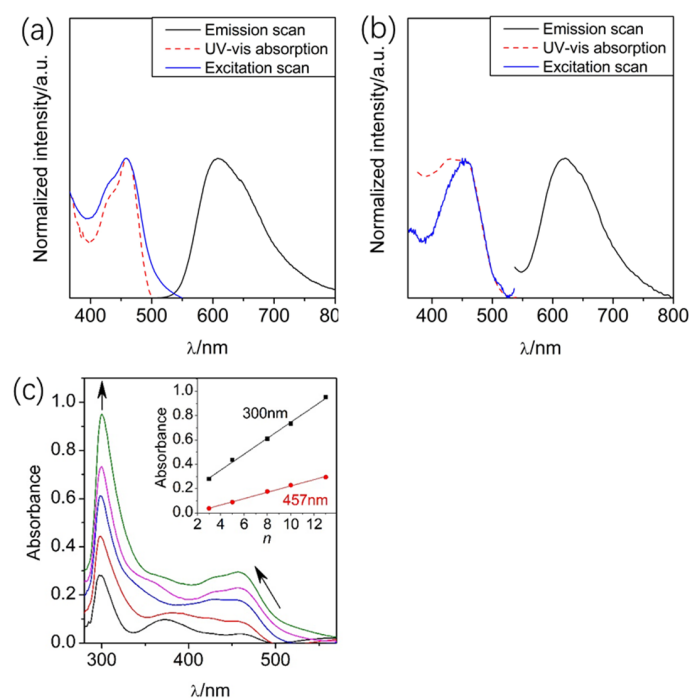 (a)
Emission scan
UV-vis absorption
Excitation scan
Normalized intensity/a.u.
400 500 600 700 800
λ/nm
(b)
Emission scan
UV-vis absorption
Excitation scan
Normalized intensity/a.u.
400 500 600 700 800
λ/nm
(c)
1.0
0.8
0.6
0.4
0.2
0.0
Absorbance
300 400 500
λ/nm
1.0
0.8
0.6
0.4
0.2
0.0
Absorbance
300nm
457nm
2 4 6 8 10 12
n